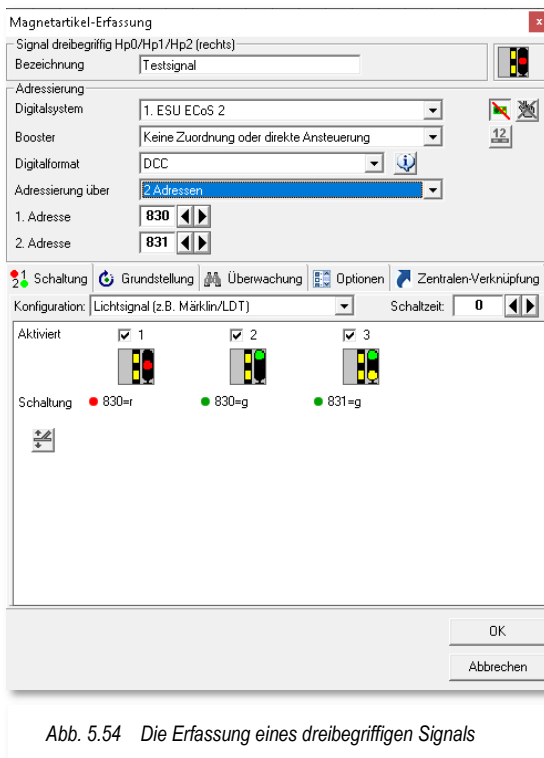 Magnetartikel-Erfassung x
Signal dreibegriffig Hp0/Hp1/Hp2 (rechts)
Bezeichnung Testsignal
Adressierung
Digitalsystem 1. ESU ECoS 2
Booster Keine Zuordnung oder direkte Ansteuerung 12
Digitalformat DCC
Adressierung über 2 Adressen
1. Adresse 830
2. Adresse 831
Schaltung Grundstellung Überwachung Optionen Zentralen-Verknüpfung
Konfiguration: Lichtsignal (z.B. Märklin/LDT) Schaltzeit: 0
Aktiviert 1 2 3
Schaltung 830=r 830=g 831=g
OK
Abbrechen
Abb. 5.54 Die Erfassung eines dreibegriffigen Signals